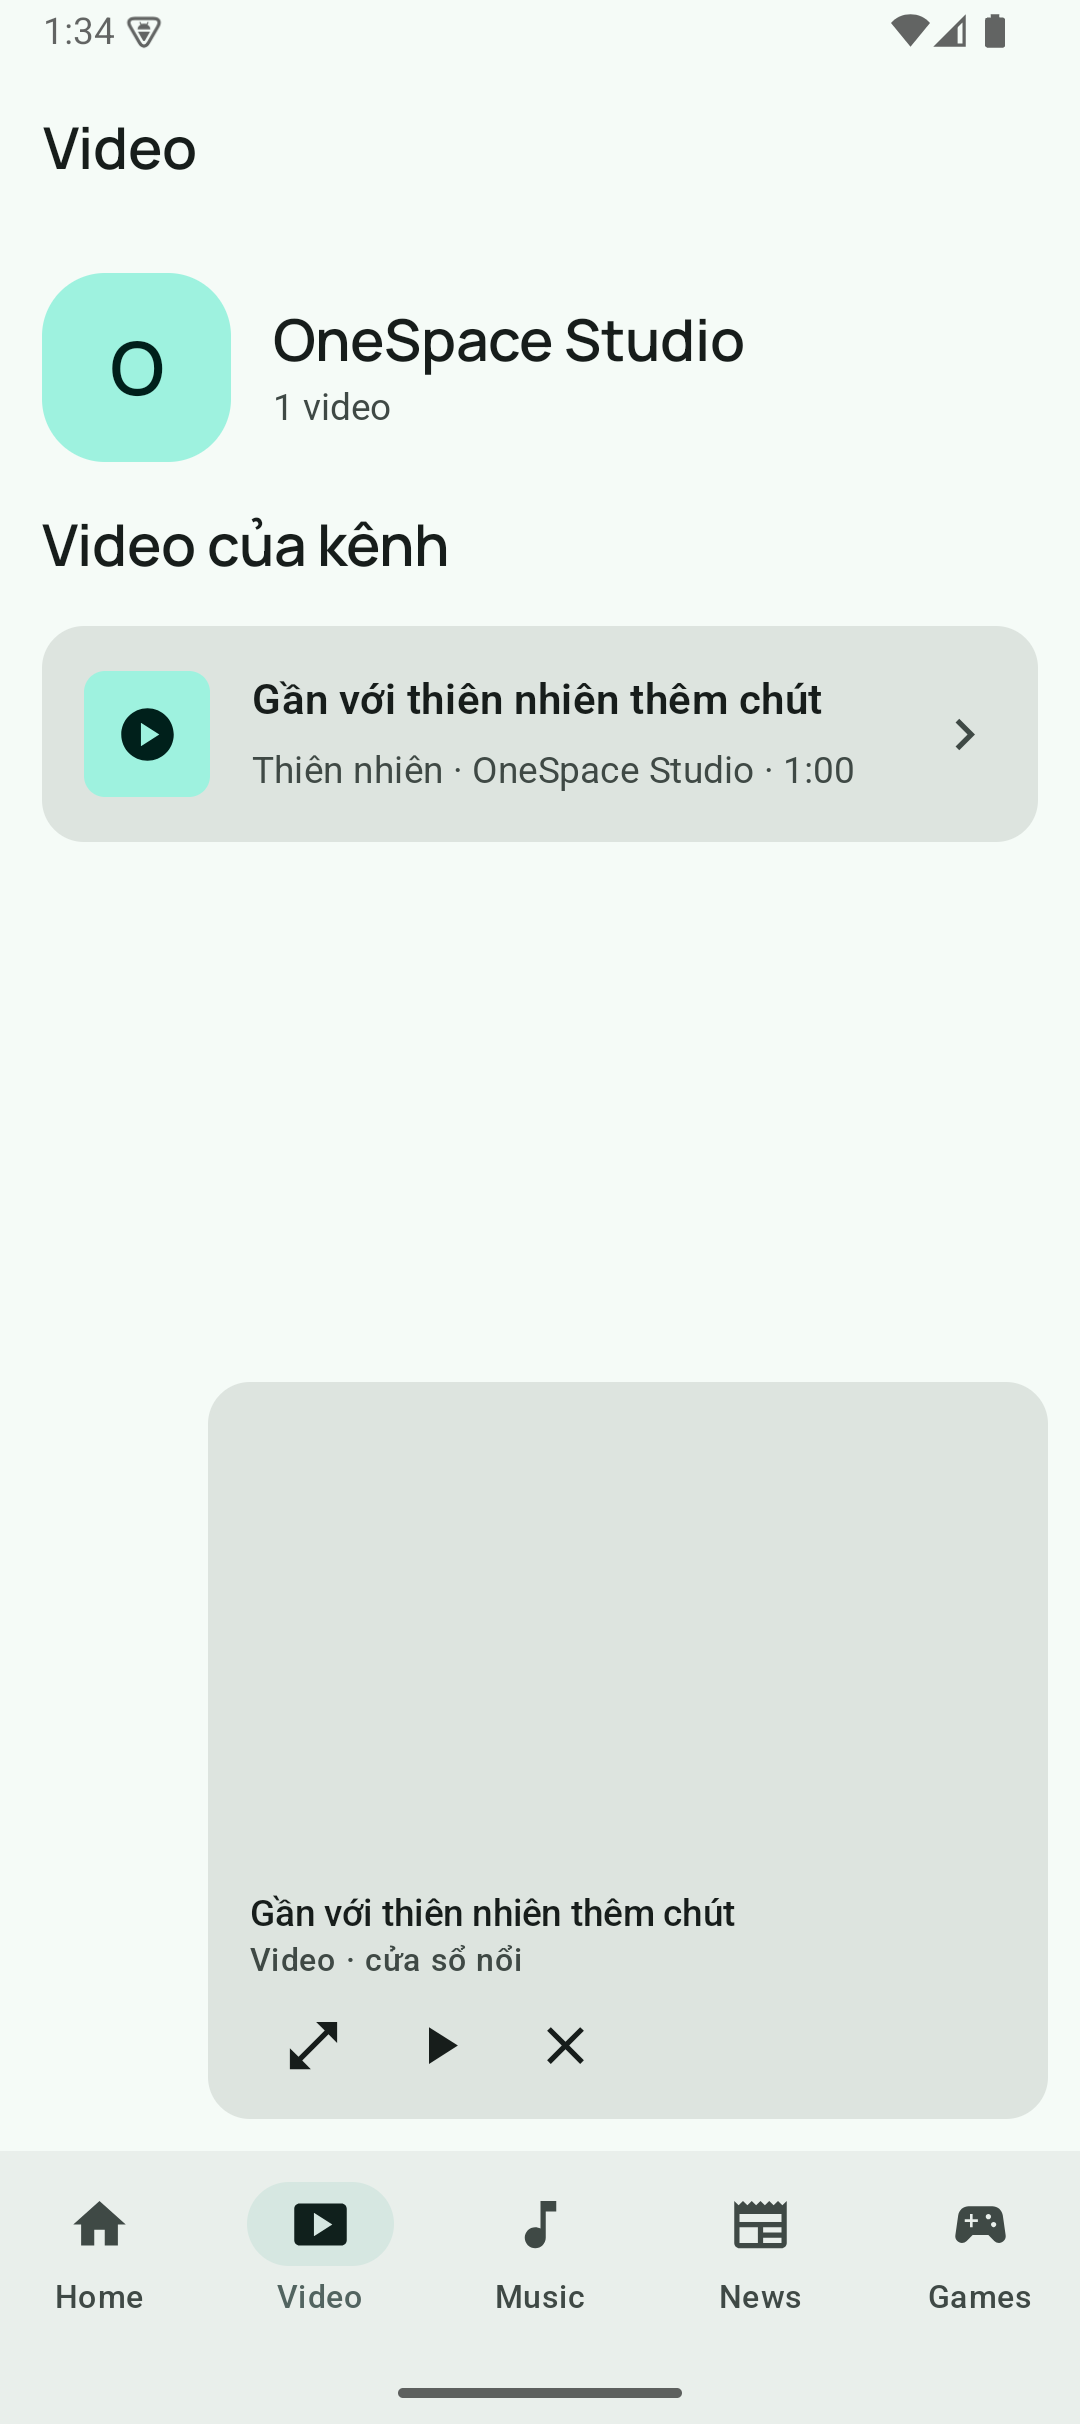 1:34
Video
O
OneSpace Studio
1 video
Video của kênh
Gần với thiên nhiên thêm chút
Thiên nhiên · OneSpace Studio · 1:00
Gần với thiên nhiên thêm chút
Video · cửa sổ nổi
Home
Video
Music
News
Games